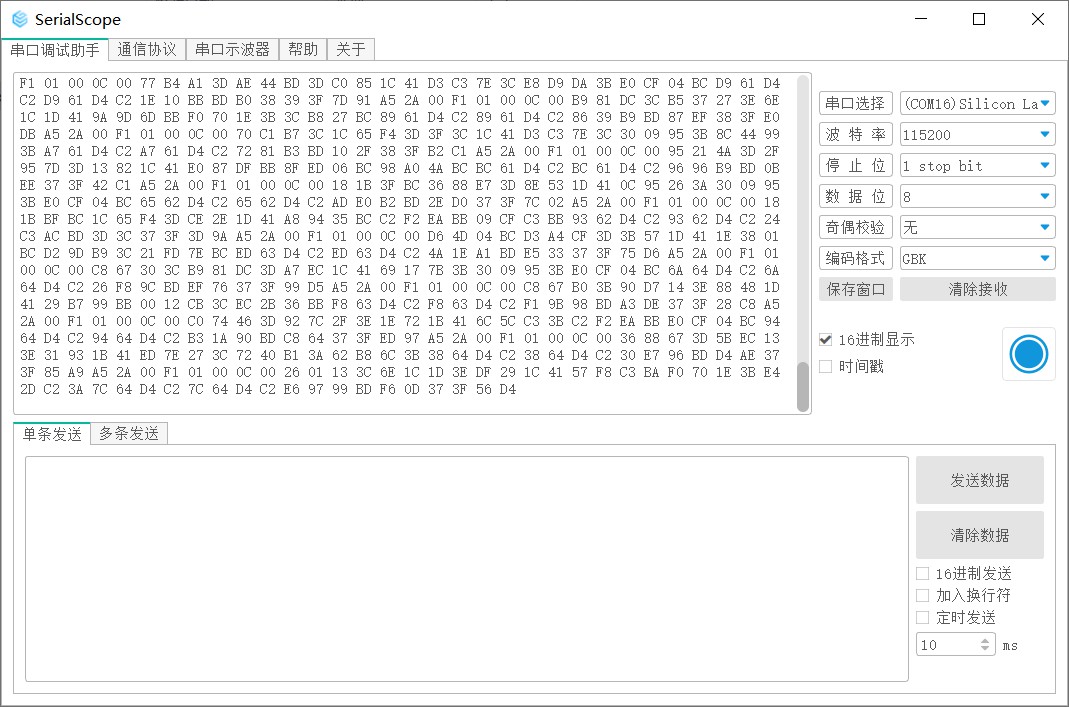 SerialScope
串口调试助手 通信协议 串口示波器 帮助 关于
F1 01 00 0C 00 77 B4 A1 3D AE 44 BD 3D C0 85 1C 41 D3 C3 7E 3C E8 D9 DA 3B E0 CF 04 BC D9 61 D4
C2 D9 61 D4 C2 1E 10 BB BD B0 38 39 3F 7D 91 A5 2A 00 F1 01 00 0C 00 B9 81 DC 3C B5 37 27 3E 6E
1C 1D 41 9A 9D 6D BB F0 70 1E 3B 3C B8 27 BC 89 61 D4 C2 89 61 D4 C2 86 39 B9 BD 87 EF 38 3F E0
DB A5 2A 00 F1 01 00 0C 00 70 C1 B7 3C 1C 65 F4 3D 3F 3C 1C 41 D3 C3 7E 3C 30 09 95 3B 8C 44 99
3B A7 61 D4 C2 A7 61 D4 C2 72 81 B3 BD 10 2F 38 3F B2 C1 A5 2A 00 F1 01 00 0C 00 95 21 4A 3D 2F
95 7D 3D 13 82 1C 41 E0 87 DF BB 8F ED 06 BC 98 A0 4A BC BC 61 D4 C2 BC 61 D4 C2 96 96 B9 BD 0B
EE 37 3F 42 C1 A5 2A 00 F1 01 00 0C 00 18 1B 3F BC 36 88 E7 3D 8E 53 1D 41 0C 95 26 3A 30 09 95
3B E0 CF 04 BC 65 62 D4 C2 65 62 D4 C2 AD E0 B2 BD 2E D0 37 3F 7C 02 A5 2A 00 F1 01 00 0C 00 18
1B BF BC 1C 65 F4 3D CE 2E 1D 41 A8 94 35 BC C2 F2 EA BB 09 CF C3 BB 93 62 D4 C2 93 62 D4 C2 24
C3 AC BD 3D 3C 37 3F 3D 9A A5 2A 00 F1 01 00 0C 00 D6 4D 04 BC D3 A4 CF 3D 3B 57 1D 41 1E 38 01
BC D2 9D B9 3C 21 FD 7E BC ED 63 D4 C2 ED 63 D4 C2 4A 1E A1 BD E5 33 37 3F 75 D6 A5 2A 00 F1 01
00 0C 00 C8 67 30 3C B9 81 DC 3D A7 EC 1C 41 69 17 7B 3B 30 09 95 3B E0 CF 04 BC 6A 64 D4 C2 6A
64 D4 C2 26 F8 9C BD EF 76 37 3F 99 D5 A5 2A 00 F1 01 00 0C 00 C8 67 B0 3B 90 D7 14 3E 88 48 1D
41 29 B7 99 BB 00 12 CB 3C EC 2B 36 BB F8 63 D4 C2 F8 63 D4 C2 F1 9B 98 BD A3 DE 37 3F 28 C8 A5
2A 00 F1 01 00 0C 00 C0 74 46 3D 92 7C 2F 3E 1E 72 1B 41 6C 5C C3 3B C2 F2 EA BB E0 CF 04 BC 94
64 D4 C2 94 64 D4 C2 B3 1A 90 BD C8 64 37 3F ED 97 A5 2A 00 F1 01 00 0C 00 36 88 67 3D 5B EC 13
3E 31 93 1B 41 ED 7E 27 3C 72 40 B1 3A 62 B8 6C 3B 38 64 D4 C2 38 64 D4 C2 30 E7 96 BD D4 AE 37
3F 85 A9 A5 2A 00 F1 01 00 0C 00 26 01 13 3C 6E 1C 1D 3E DF 29 1C 41 57 F8 C3 BA F0 70 1E 3B E4
2D C2 3A 7C 64 D4 C2 7C 64 D4 C2 E6 97 99 BD F6 0D 37 3F 56 D4
串口选择 (COM16)Silicon La
波 特 率 115200
停 止 位 1 stop bit
数 据 位 8
奇偶校验 无
编码格式 GBK
保存窗口 清除接收
16进制显示
时间戳
单条发送 多条发送
发送数据
清除数据
16进制发送
加入换行符
定时发送
10 ms